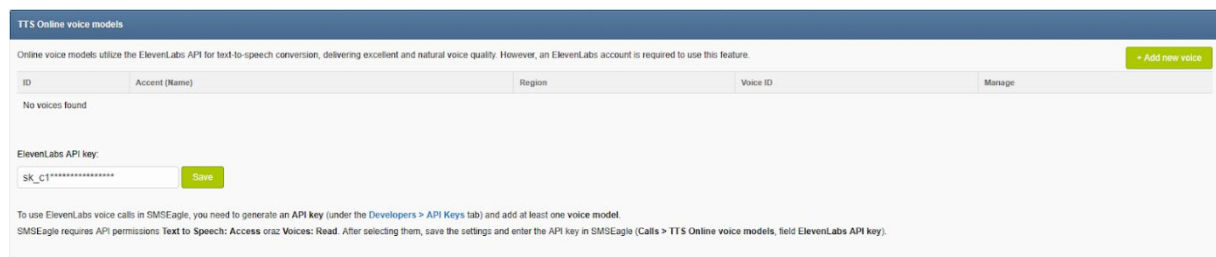 TTS Online voice models
Online voice models utilize the ElevenLabs API for text-to-speech conversion, delivering excellent and natural voice quality. However, an ElevenLabs account is required to use this feature.
+ Add new voice
ID Accent (Name) Region Voice ID Manage
No voices found
ElevenLabs API key:
sk_c1****************
Save
To use ElevenLabs voice calls in SMSEagle, you need to generate an API key (under the Developers > API Keys tab) and add at least one voice model.
SMSEagle requires API permissions Text to Speech: Access oraz Voices: Read. After selecting them, save the settings and enter the API key in SMSEagle (Calls > TTS Online voice models, field ElevenLabs API key).